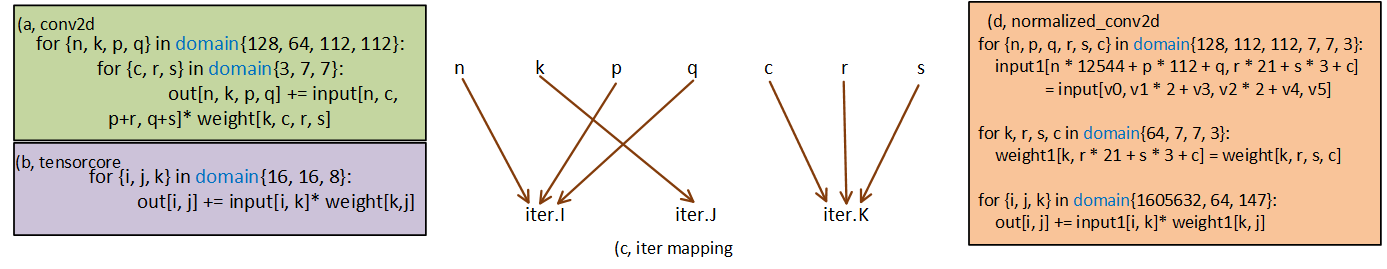 (a, conv2d
for {n, k, p, q} in domain{128, 64, 112, 112}:
for {c, r, s} in domain{3, 7, 7}:
out[n, k, p, q] += input[n, c,
p+r, q+s]* weight[k, c, r, s]
(b, tensorcore
for {i, j, k} in domain{16, 16, 8}:
out[i, j] += input[i, k]* weight[k,j]
n k p q c r s
iter.I iter.J iter.K
(c, iter mapping
(d, normalized_conv2d
for {n, p, q, r, s, c} in domain{128, 112, 112, 7, 7, 3}:
input1[n * 12544 + p * 112 + q, r * 21 + s * 3 + c]
= input[v0, v1 * 2 + v3, v2 * 2 + v4, v5]
for k, r, s, c in domain{64, 7, 7, 3}:
weight1[k, r * 21 + s * 3 + c] = weight[k, r, s, c]
for {i, j, k} in domain{1605632, 64, 147}:
out[i, j] += input1[i, k]* weight1[k, j]